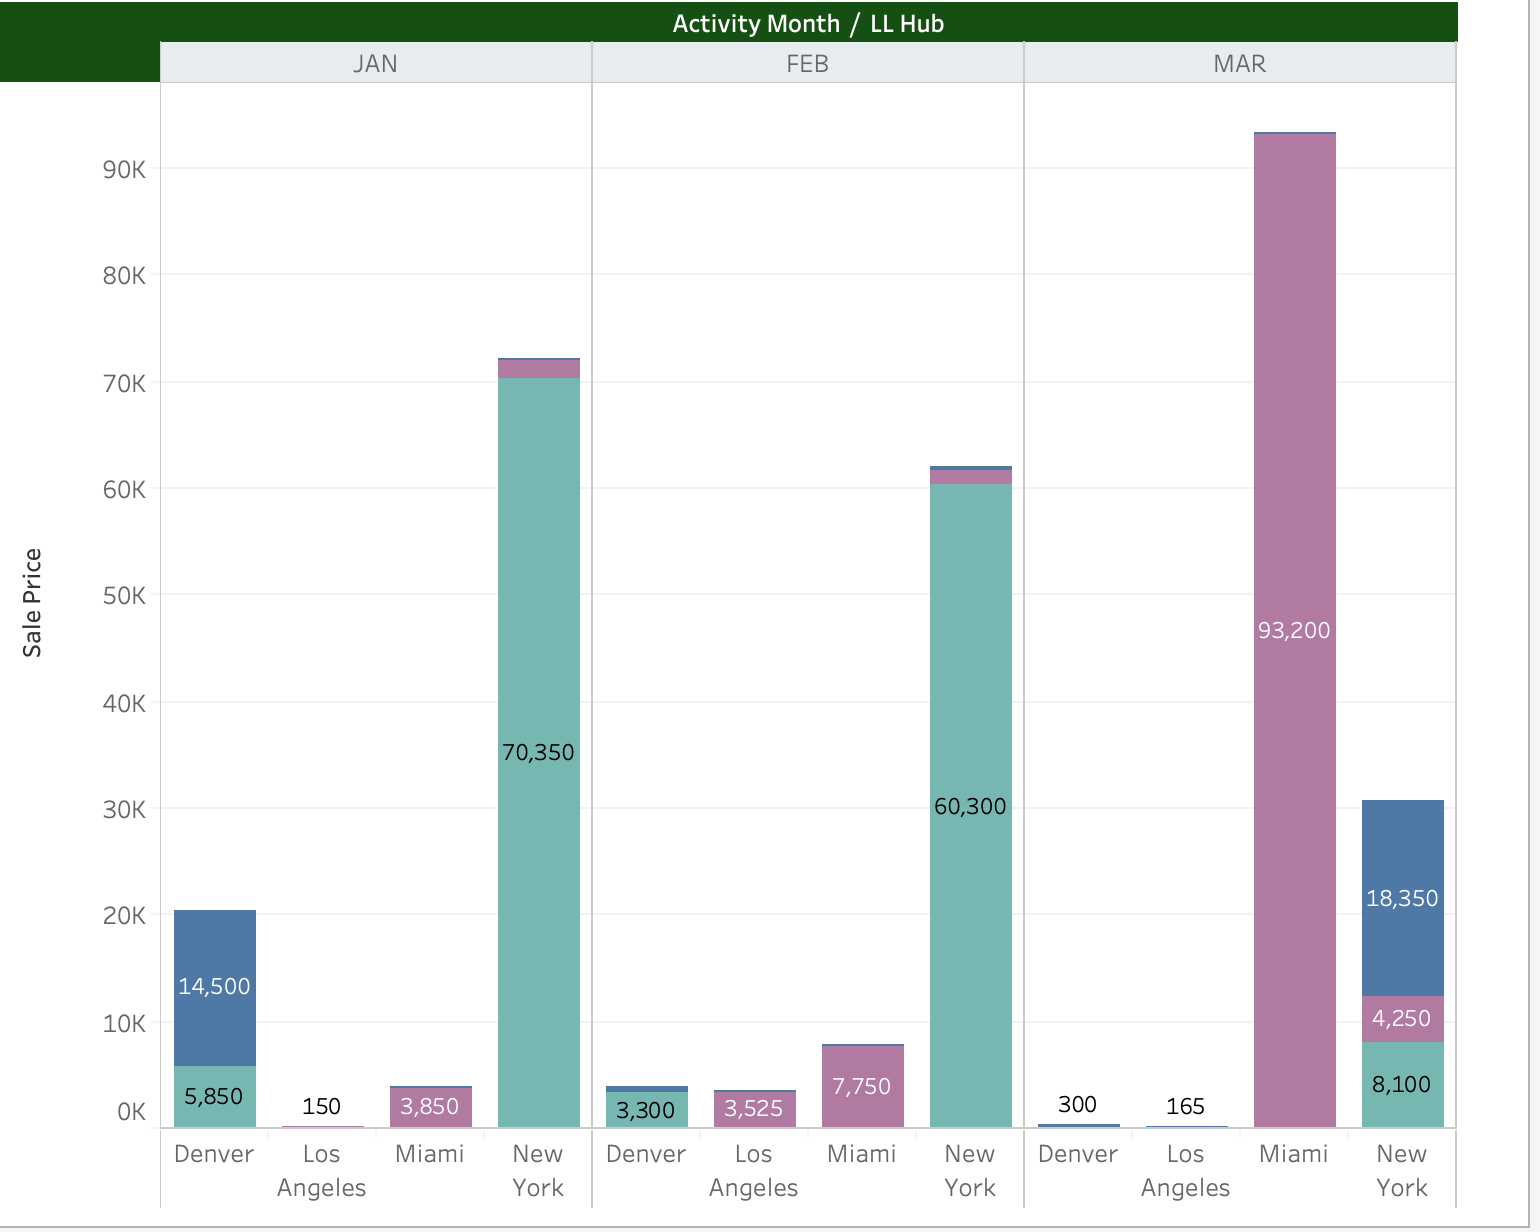 Activity Month / LL Hub
JAN
FEB
MAR
Sale Price
90K
80K
70K
60K
50K
40K
30K
20K
10K
0K
14,500
5,850
150
3,850
70,350
3,300
3,525
7,750
60,300
300
165
93,200
18,350
4,250
8,100
Denver
Los
Angeles
Miami
New
York
Denver
Los
Angeles
Miami
New
York
Denver
Los
Angeles
Miami
New
York